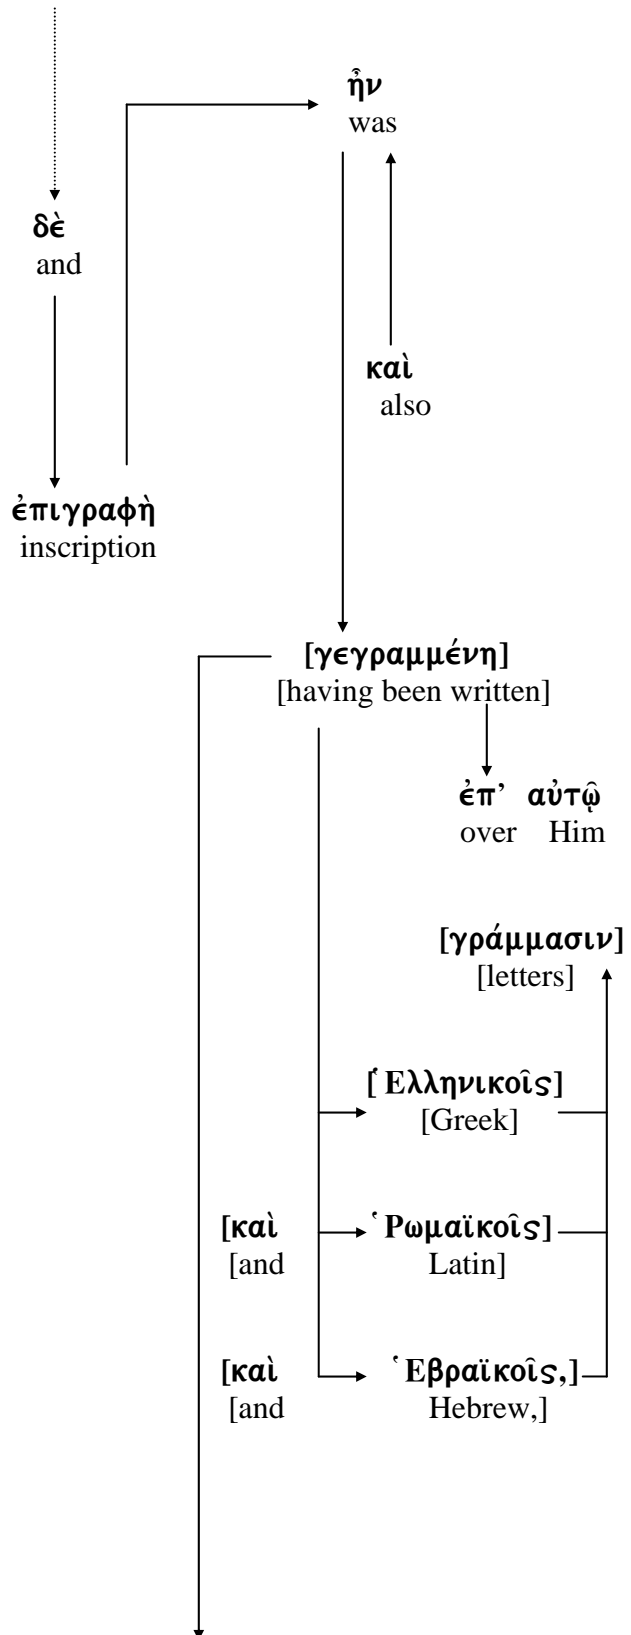 ἦν
was
δὲ
and
καὶ
also
ἐπιγραφὴ
inscription
[γεγραμμένη]
[having been written]
ἐπ’ αὐτῷ
over Him
[γράμμασιν]
[letters]
[Ἑλληνικοῖς]
[Greek]
[καὶ Ῥωμαϊκοῖς]
[and Latin]
[καὶ Ἑβραϊκοῖς,]
[and Hebrew,]